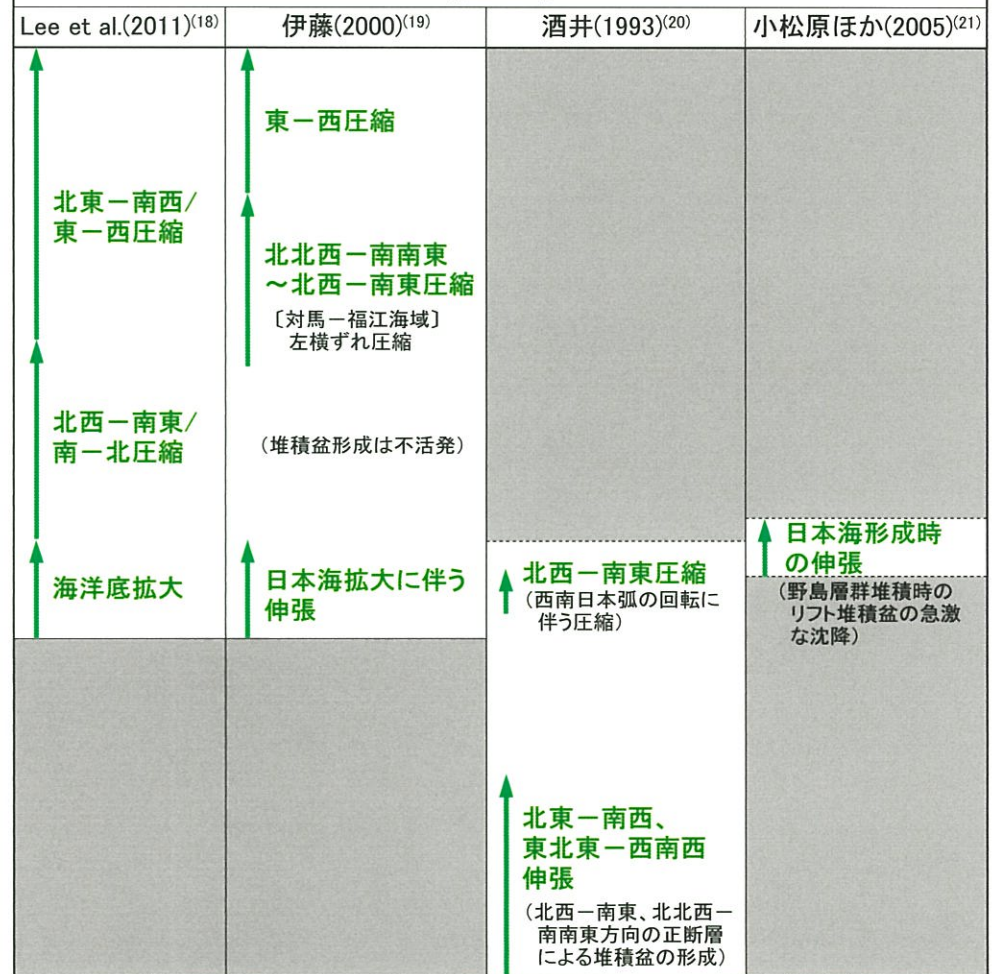 Lee et al.(2011)(18)
伊藤(2000)(19)
酒井(1993)(20)
小松原ほか(2005)(21)
北東－南西/
東－西圧縮
北西－南東/
南－北圧縮
海洋底拡大
東－西圧縮
北北西－南南東
～北西－南東圧縮
〔対馬－福江海域〕
左横ずれ圧縮
（堆積盆形成は不活発）
日本海拡大に伴う
伸張
北西－南東圧縮
（西南日本弧の回転に
伴う圧縮）
北東－南西、
東北東－西南西
伸張
（北西－南東、北北西－
南南東方向の正断層
による堆積盆の形成）
日本海形成時
の伸張
（野島層群堆積時の
リフト堆積盆の急激
な沈降）